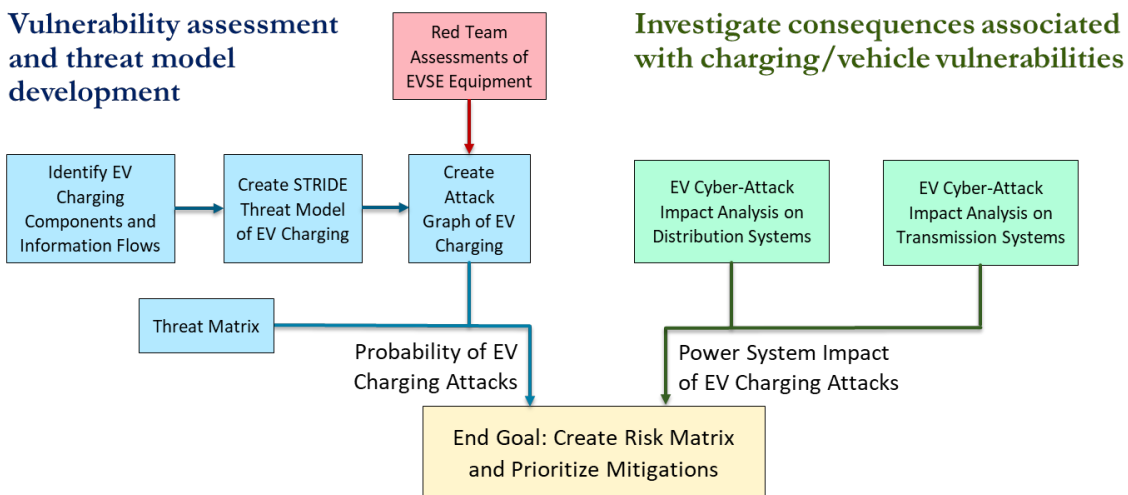 Vulnerability assessment
and threat model
development
Red Team
Assessments of
EVSE Equipment
Investigate consequences associated
with charging/vehicle vulnerabilities
Identify EV
Charging
Components and
Information Flows
Create STRIDE
Threat Model
of EV Charging
Create
Attack
Graph of EV
Charging
EV Cyber-Attack
Impact Analysis on
Distribution Systems
EV Cyber-Attack
Impact Analysis on
Transmission Systems
Threat Matrix
Probability of EV
Charging Attacks
Power System Impact
of EV Charging Attacks
End Goal: Create Risk Matrix
and Prioritize Mitigations